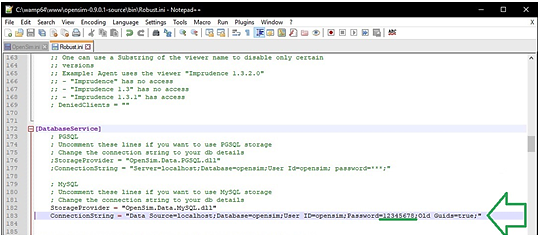 C:\wamp64\www\opensim-0.9.0.1-source\bin\Robust.ini - Notepad++
File Edit Search View Encoding Language Settings Tools Macro Run Plugins Window ?
OpenSim.ini Robust.ini
163 ;; One can use a Substring of the viewer name to disable only certain
164 ;; versions
165 ;; Example: Agent uses the viewer "Imprudence 1.3.2.0"
166 ;; - "Imprudence" has no access
167 ;; - "Imprudence 1.3" has no access
168 ;; - "Imprudence 1.3.1" has access
169 ; DeniedClients = ""
170
171
172 [DatabaseService]
173 ; PGSQL
174 ; Uncomment these lines if you want to use PGSQL storage
175 ; Change the connection string to your db details
176 ;StorageProvider = "OpenSim.Data.PGSQL.dll"
177 ;ConnectionString = "Server=localhost;Database=opensim;User Id=opensim; password=***;"
178
179 ; MySQL
180 ; Uncomment these lines if you want to use MySQL storage
181 ; Change the connection string to your db details
182 StorageProvider = "OpenSim.Data.MySQL.dll"
183 ConnectionString = "Data Source=localhost;Database=opensim;User ID=opensim;Password=12345678;Old Guids=true;"